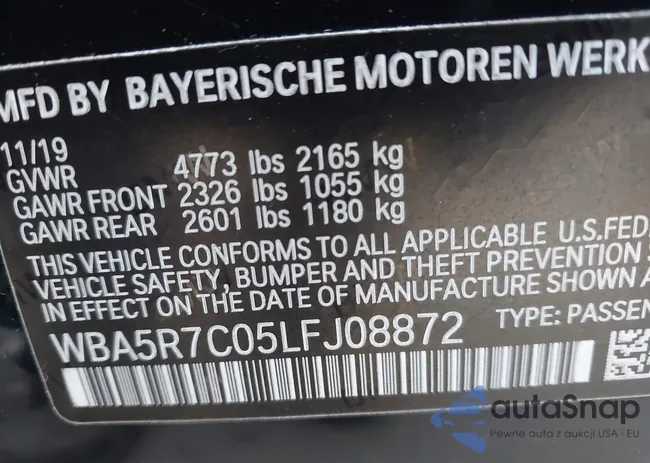 MFD BY BAYERISCHE MOTOREN WERK
11/19
GVWR 4773 lbs 2165 kg
GAWR FRONT 2326 lbs 1055 kg
GAWR REAR 2601 lbs 1180 kg
THIS VEHICLE CONFORMS TO ALL APPLICABLE U.S.FED.
VEHICLE SAFETY, BUMPER AND THEFT PREVENTION S
IN EFFECT ON THE DATE OF MANUFACTURE SHOWN A
WBA5R7C05LFJ08872 TYPE: PASSEN
autaSnap
Pewne auta z aukcji USA i EU